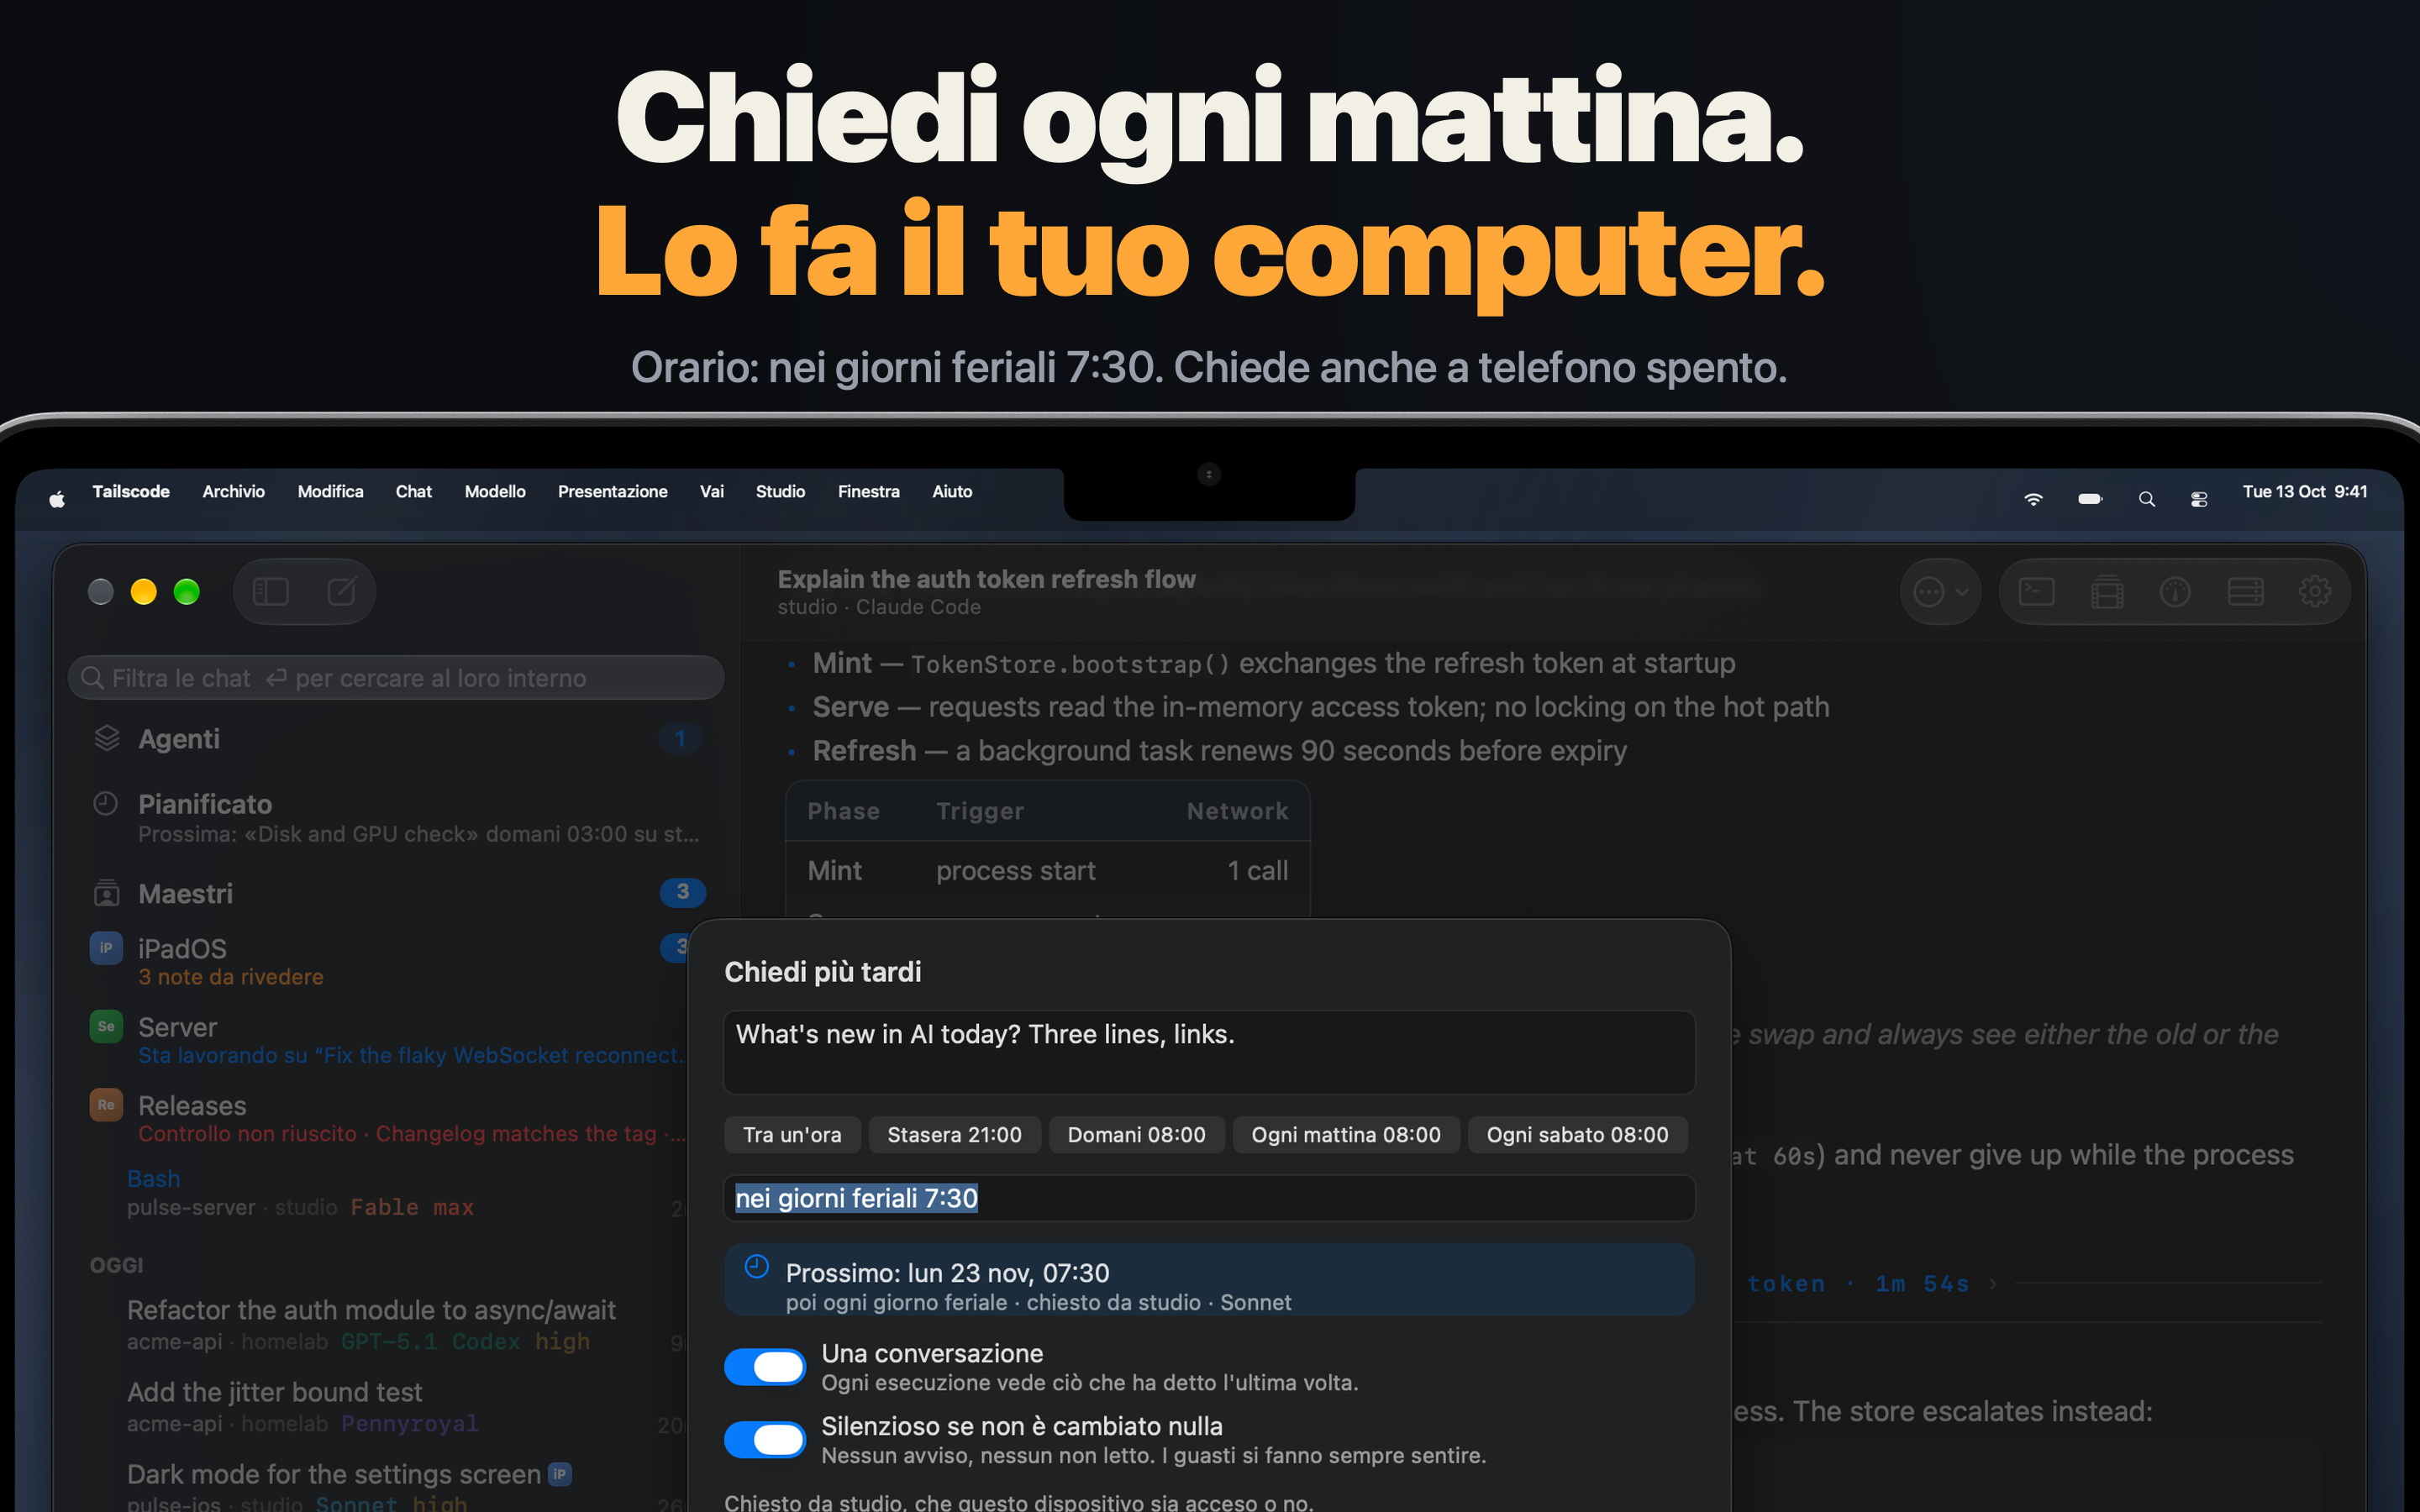 Chiedi ogni mattina.
Lo fa il tuo computer.
Orario: nei giorni feriali 7:30. Chiede anche a telefono spento.
Tailscode Archivio Modifica Chat Modello Presentazione Vai Studio Finestra Aiuto
Tue 13 Oct 9:41
Explain the auth token refresh flow
studio · Claude Code
Filtra le chat ⏎ per cercare al loro interno
Agenti 1
Pianificato
Prossima: «Disk and GPU check» domani 03:00 su st…
Maestri 3
iP iPadOS 3
3 note da rivedere
Se Server
Sta lavorando su “Fix the flaky WebSocket reconnect…
Re Releases
Controllo non riuscito · Changelog matches the tag ·…
Bash
pulse-server · studio Fable max 2
OGGI
Refactor the auth module to async/await
acme-api · homelab GPT-5.1 Codex high 9
Add the jitter bound test
acme-api · homelab Pennyroyal 20
Dark mode for the settings screen iP
pulse-ios · studio Sonnet high 26
• Mint — TokenStore.bootstrap() exchanges the refresh token at startup
• Serve — requests read the in-memory access token; no locking on the hot path
• Refresh — a background task renews 90 seconds before expiry
Phase Trigger Network
Mint process start 1 call
swap and always see either the old or the
at 60s) and never give up while the process
token · 1m 54s ›
ess. The store escalates instead:
Chiedi più tardi
What's new in AI today? Three lines, links.
Tra un'ora Stasera 21:00 Domani 08:00 Ogni mattina 08:00 Ogni sabato 08:00
nei giorni feriali 7:30
Prossimo: lun 23 nov, 07:30
poi ogni giorno feriale · chiesto da studio · Sonnet
Una conversazione
Ogni esecuzione vede ciò che ha detto l'ultima volta.
Silenzioso se non è cambiato nulla
Nessun avviso, nessun non letto. I guasti si fanno sempre sentire.
Chiesto da studio, che questo dispositivo sia acceso o no.